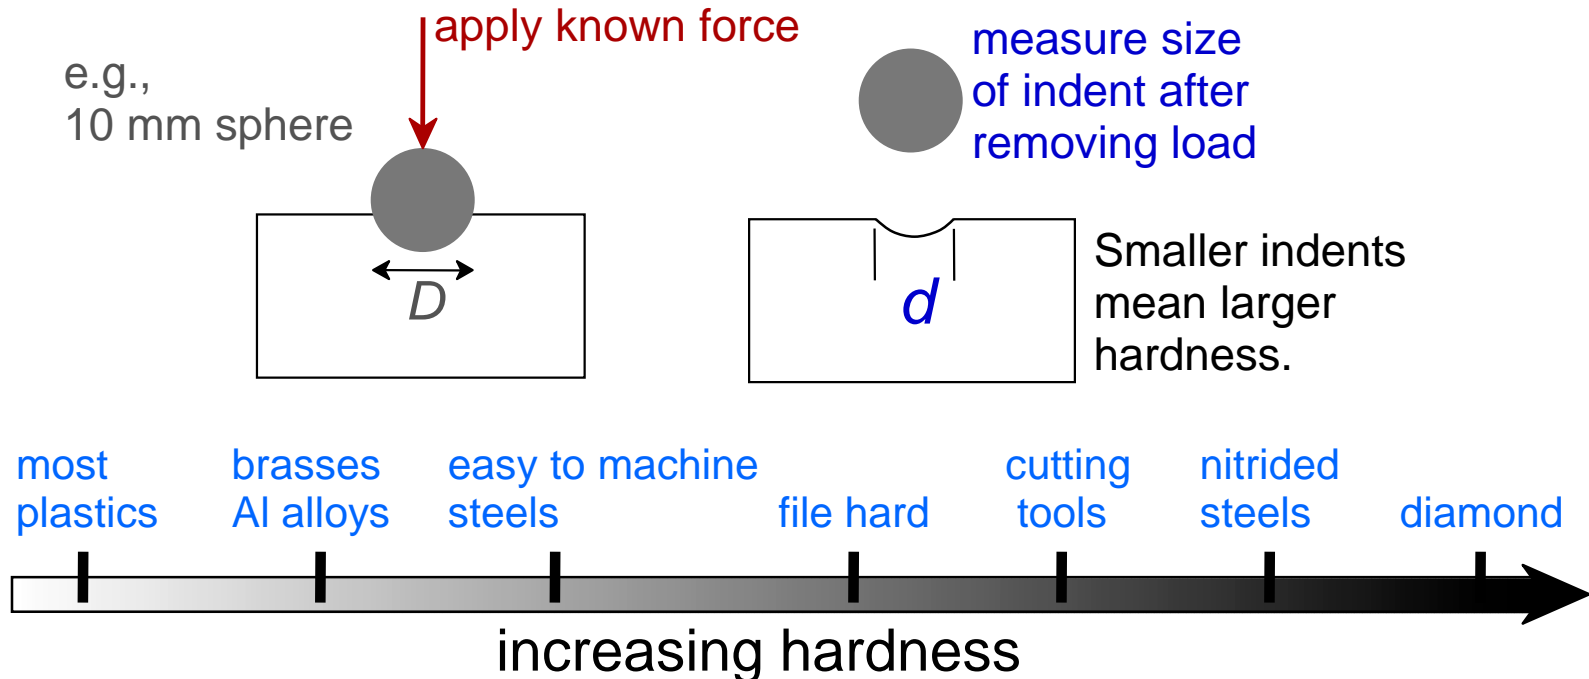 apply known force
e.g.,
10 mm sphere
D
measure size
of indent after
removing load
d
Smaller indents
mean larger
hardness.
most
plastics
brasses
Al alloys
easy to machine
steels
file hard
cutting
tools
nitrided
steels
diamond
increasing hardness